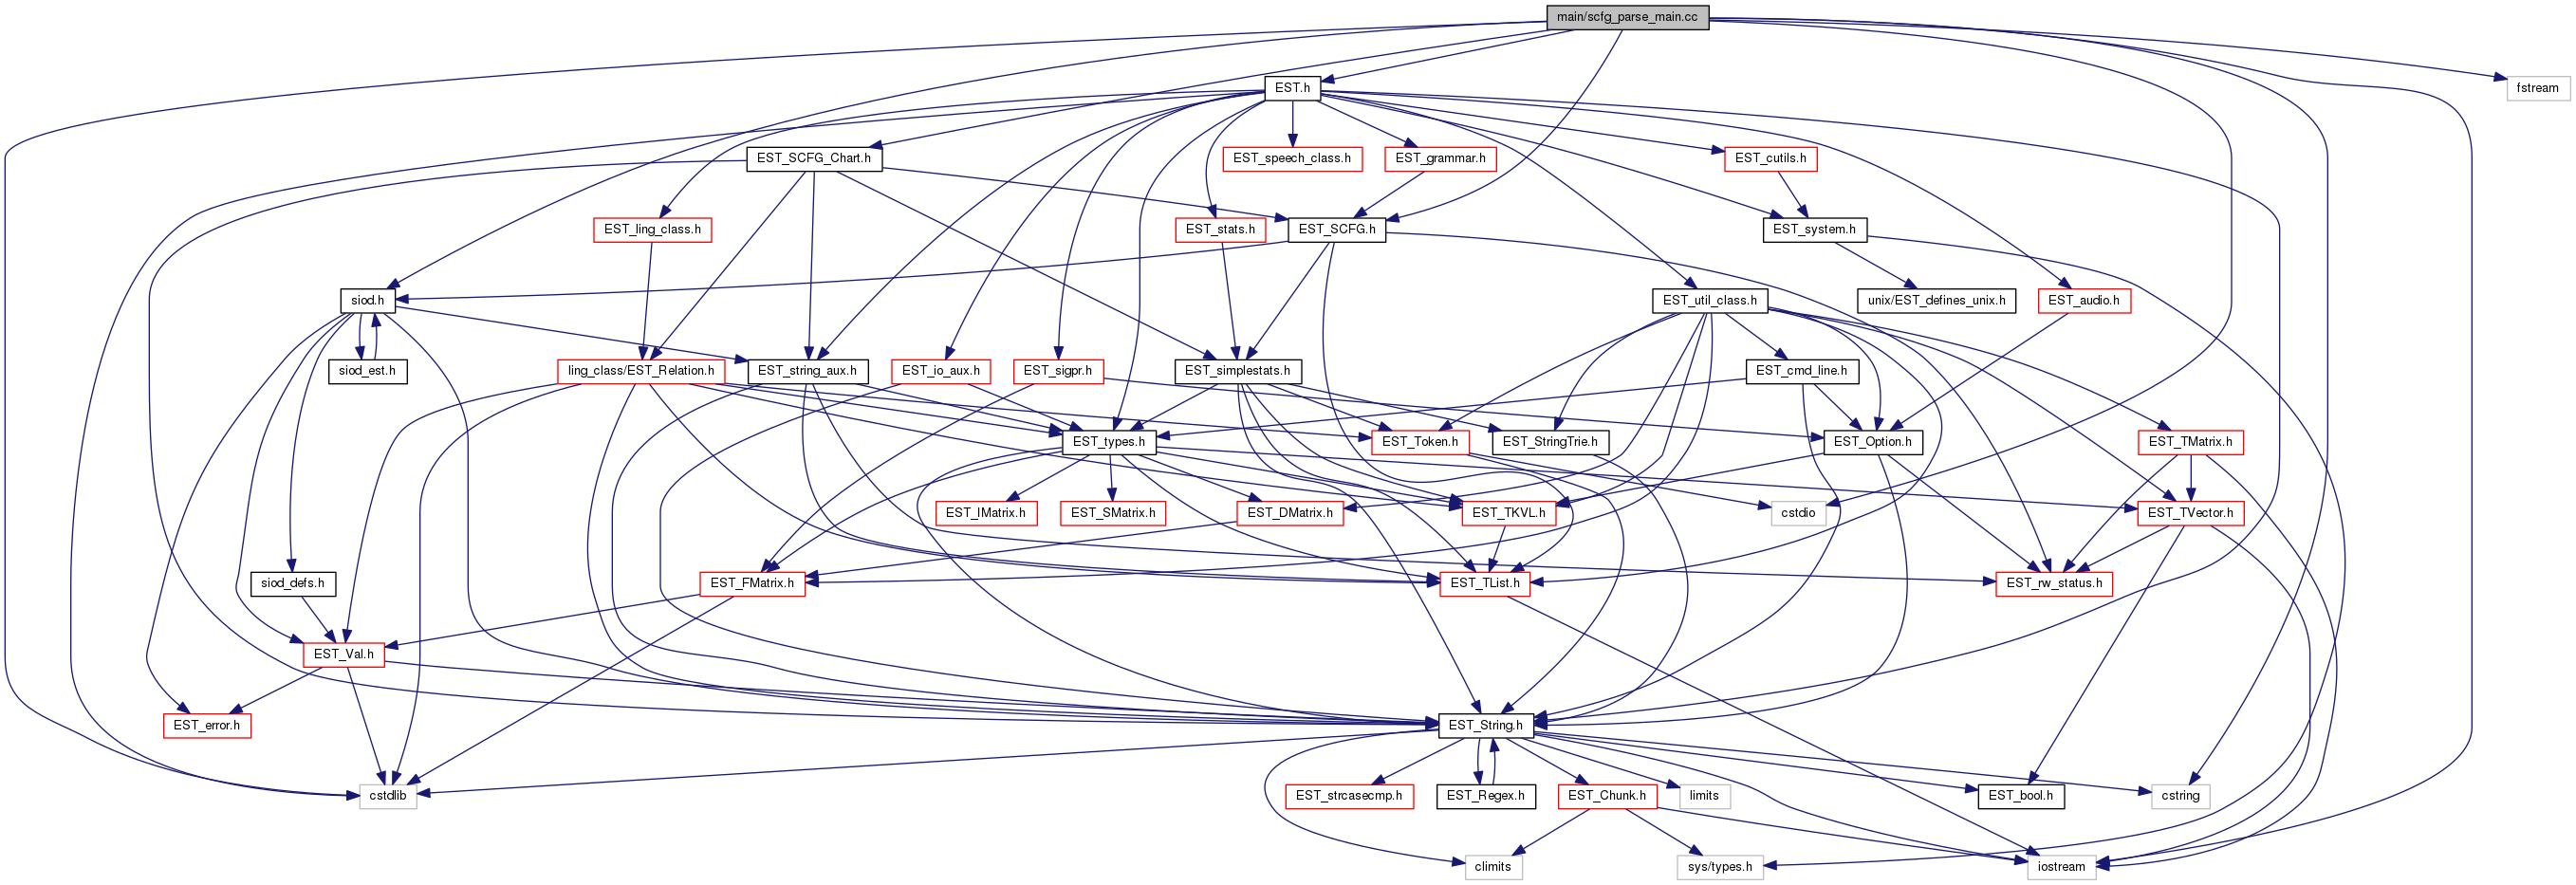 main/scfg_parse_main.cc
EST.h
fstream
EST_SCFG_Chart.h
EST_speech_class.h
EST_grammar.h
EST_cutils.h
EST_ling_class.h
EST_stats.h
EST_SCFG.h
EST_system.h
siod.h
EST_util_class.h
unix/EST_defines_unix.h
EST_audio.h
siod_est.h
ling_class/EST_Relation.h
EST_string_aux.h
EST_io_aux.h
EST_sigpr.h
EST_simplestats.h
EST_cmd_line.h
EST_types.h
EST_Token.h
EST_StringTrie.h
EST_Option.h
EST_TMatrix.h
EST_IMatrix.h
EST_SMatrix.h
EST_DMatrix.h
EST_TKVL.h
cstdio
EST_TVector.h
siod_defs.h
EST_FMatrix.h
EST_TList.h
EST_rw_status.h
EST_Val.h
EST_error.h
EST_String.h
cstdlib
EST_strcasecmp.h
EST_Regex.h
EST_Chunk.h
limits
EST_bool.h
cstring
climits
sys/types.h
iostream